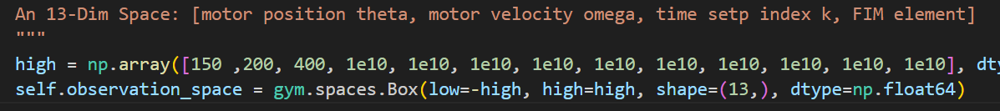 An 13-Dim Space: [motor position theta, motor velocity omega, time setp index k, FIM element]
"""
high = np.array([150 ,200, 400, 1e10, 1e10, 1e10, 1e10, 1e10, 1e10, 1e10, 1e10, 1e10, 1e10], dty
self.observation_space = gym.spaces.Box(low=-high, high=high, shape=(13,), dtype=np.float64)